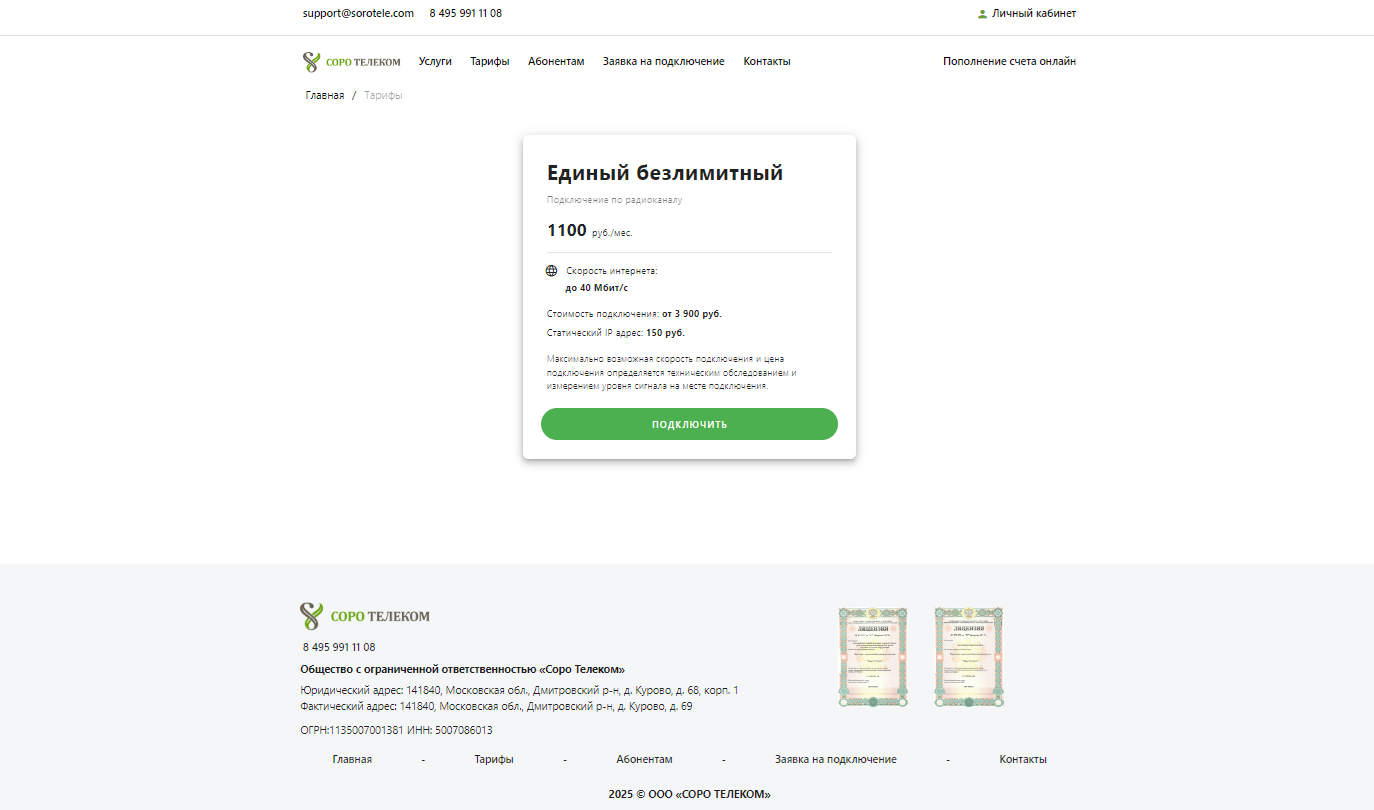 support@sorotele.com 8 495 991 11 08 Личный кабинет
СОРО ТЕЛЕКОМ Услуги Тарифы Абонентам Заявка на подключение Контакты Пополнение счета онлайн
Главная / Тарифы
Единый безлимитный
Подключение по радиоканалу
1100 руб./мес.
Скорость интернета:
до 40 Мбит/с
Стоимость подключения: от 3 900 руб.
Статический IP адрес: 150 руб.
Максимально возможная скорость подключения и цена
подключения определяется техническим обследованием и
измерением уровня сигнала на месте подключения.
ПОДКЛЮЧИТЬ
СОРО ТЕЛЕКОМ
8 495 991 11 08
Общество с ограниченной ответственностью «Соро Телеком»
Юридический адрес: 141840, Московская обл., Дмитровский р-н, д. Курово, д. 68, корп. 1
Фактический адрес: 141840, Московская обл., Дмитровский р-н, д. Курово, д. 69
ОГРН:1135007001381 ИНН: 5007086013
ЛИЦЕНЗИЯ
ЛИЦЕНЗИЯ
Главная - Тарифы - Абонентам - Заявка на подключение - Контакты
2025 © ООО «СОРО ТЕЛЕКОМ»